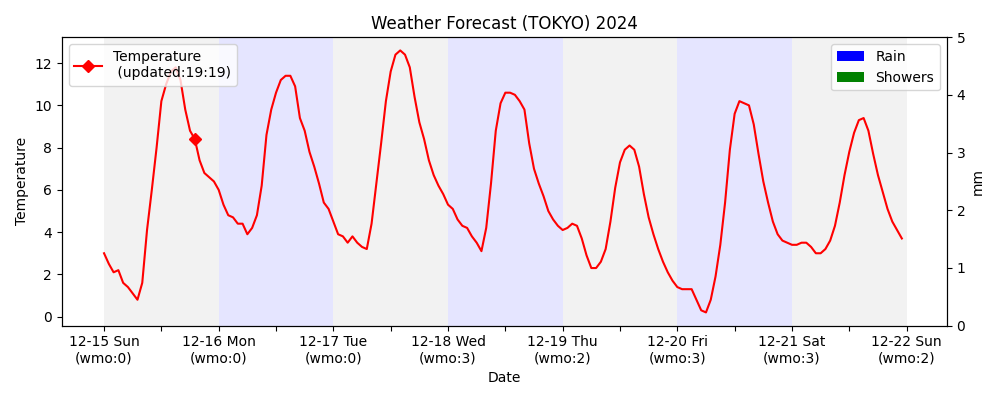 Weather Forecast (TOKYO) 2024
Temperature
(updated:19:19)
Rain
Showers
Temperature
12
10
8
6
4
2
0
5
4
3
2
1
0
mm
12-15 Sun
(wmo:0)
12-16 Mon
(wmo:0)
12-17 Tue
(wmo:0)
12-18 Wed
(wmo:3)
12-19 Thu
(wmo:2)
12-20 Fri
(wmo:3)
12-21 Sat
(wmo:3)
12-22 Sun
(wmo:2)
Date